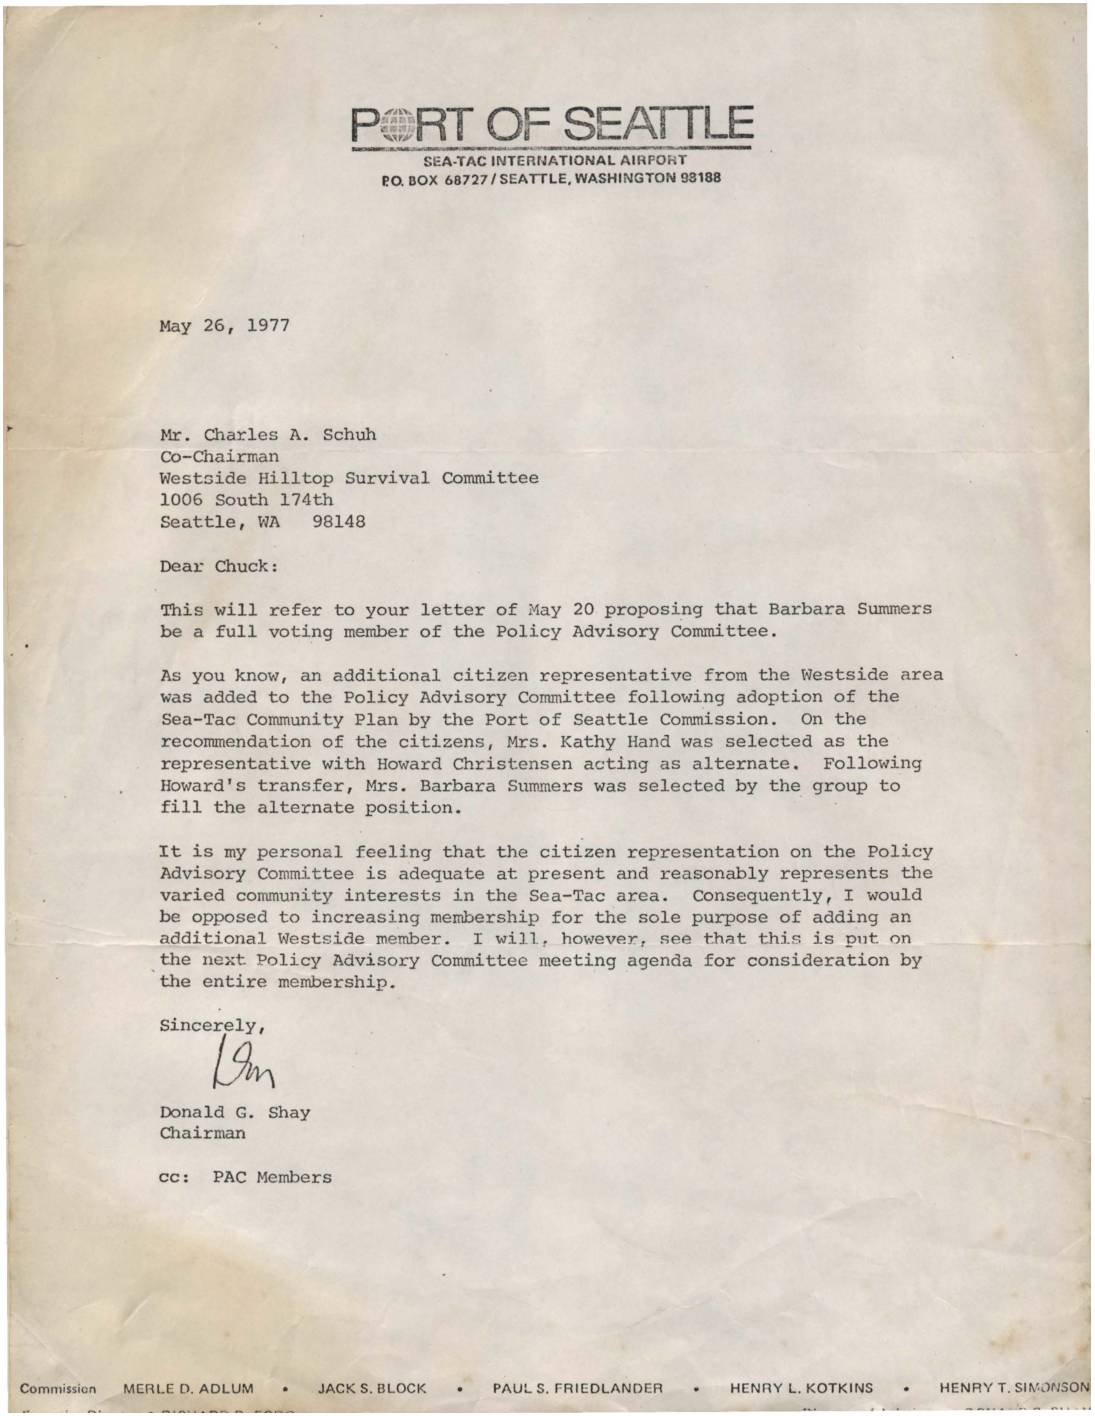 PORT OF SEATTLE
SEA-TAC INTERNATIONAL AIRPORT
P.O. BOX 68727 / SEATTLE, WASHINGTON 98188
May 26, 1977
Mr. Charles A. Schuh
Co-Chairman
Westside Hilltop Survival Committee
1006 South 174th
Seattle, WA 98148
Dear Chuck:
This will refer to your letter of May 20 proposing that Barbara Summers
be a full voting member of the Policy Advisory Committee.
As you know, an additional citizen representative from the Westside area
was added to the Policy Advisory Committee following adoption of the
Sea-Tac Community Plan by the Port of Seattle Commission. On the
recommendation of the citizens, Mrs. Kathy Hand was selected as the
representative with Howard Christensen acting as alternate. Following
Howard's transfer, Mrs. Barbara Summers was selected by the group to
fill the alternate position.
It is my personal feeling that the citizen representation on the Policy
Advisory Committee is adequate at present and reasonably represents the
varied community interests in the Sea-Tac area. Consequently, I would
be opposed to increasing membership for the sole purpose of adding an
additional Westside member. I will, however, see that this is put on
the next Policy Advisory Committee meeting agenda for consideration by
the entire membership.
Sincerely,
Don
Donald G. Shay
Chairman
cc: PAC Members
Commission MERLE D. ADLUM • JACK S. BLOCK • PAUL S. FRIEDLANDER • HENRY L. KOTKINS • HENRY T. SIMONSON